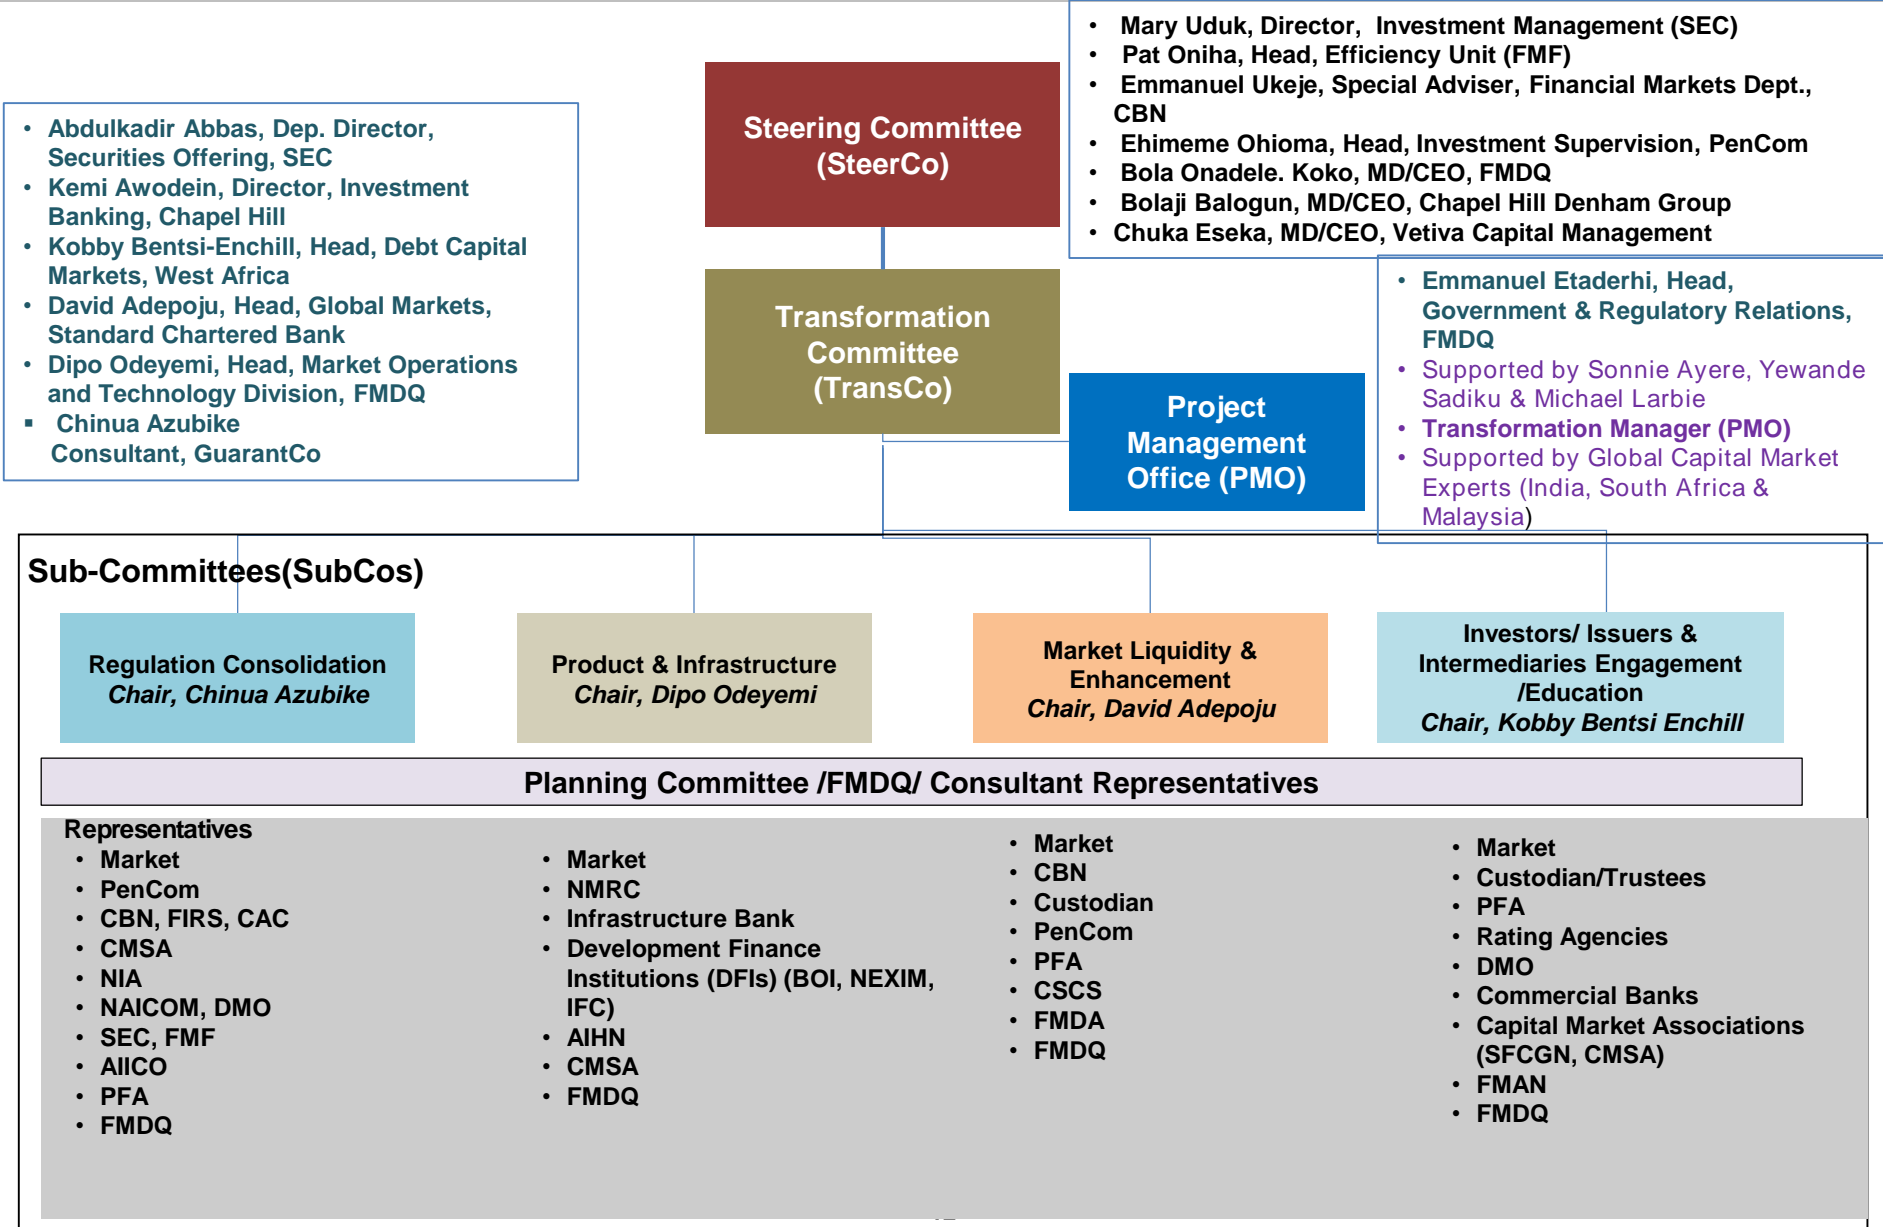 • Mary Uduk, Director, Investment Management (SEC)
• Pat Oniha, Head, Efficiency Unit (FMF)
• Emmanuel Ukeje, Special Adviser, Financial Markets Dept.,
CBN
• Ehimeme Ohioma, Head, Investment Supervision, PenCom
• Bola Onadele. Koko, MD/CEO, FMDQ
• Bolaji Balogun, MD/CEO, Chapel Hill Denham Group
• Chuka Eseka, MD/CEO, Vetiva Capital Management
Steering Committee
(SteerCo)
• Abdulkadir Abbas, Dep. Director,
Securities Offering, SEC
• Kemi Awodein, Director, Investment
Banking, Chapel Hill
• Kobby Bentsi-Enchill, Head, Debt Capital
Markets, West Africa
• David Adepoju, Head, Global Markets,
Standard Chartered Bank
• Dipo Odeyemi, Head, Market Operations
and Technology Division, FMDQ
▪ Chinua Azubike
Consultant, GuarantCo
Transformation
Committee
(TransCo)
• Emmanuel Etaderhi, Head,
Government & Regulatory Relations,
FMDQ
• Supported by Sonnie Ayere, Yewande
Sadiku & Michael Larbie
• Transformation Manager (PMO)
• Supported by Global Capital Market
Experts (India, South Africa &
Malaysia)
Project
Management
Office (PMO)
Sub-Committees(SubCos)
Regulation Consolidation
Chair, Chinua Azubike
Product & Infrastructure
Chair, Dipo Odeyemi
Market Liquidity &
Enhancement
Chair, David Adepoju
Investors/ Issuers &
Intermediaries Engagement
/Education
Chair, Kobby Bentsi Enchill
Planning Committee /FMDQ/ Consultant Representatives
Representatives
• Market
• PenCom
• CBN, FIRS, CAC
• CMSA
• NIA
• NAICOM, DMO
• SEC, FMF
• AIICO
• PFA
• FMDQ
• Market
• NMRC
• Infrastructure Bank
• Development Finance
Institutions (DFIs) (BOI, NEXIM,
IFC)
• AIHN
• CMSA
• FMDQ
• Market
• CBN
• Custodian
• PenCom
• PFA
• CSCS
• FMDA
• FMDQ
• Market
• Custodian/Trustees
• PFA
• Rating Agencies
• DMO
• Commercial Banks
• Capital Market Associations
(SFCGN, CMSA)
• FMAN
• FMDQ